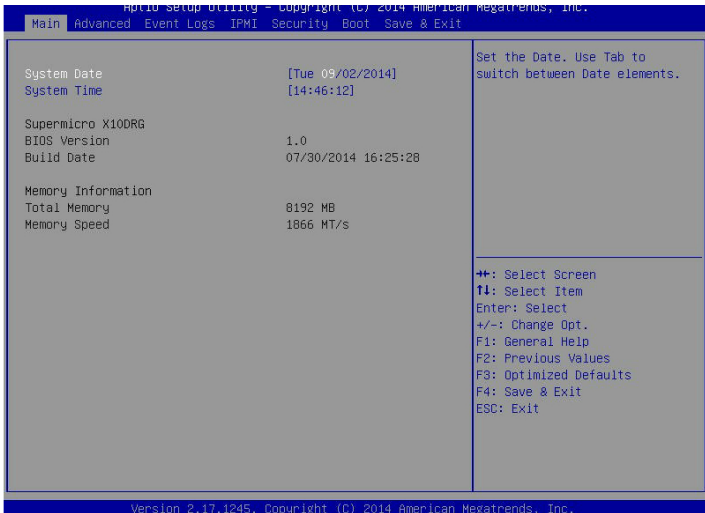 Aptio Setup Utility – Copyright (C) 2014 American Megatrends, Inc.
Main Advanced Event Logs IPMI Security Boot Save & Exit
System Date [Tue 09/02/2014]
System Time [14:46:12]
Supermicro X10DRG
BIOS Version 1.0
Build Date 07/30/2014 16:25:28
Memory Information
Total Memory 8192 MB
Memory Speed 1866 MT/s
Set the Date. Use Tab to
switch between Date elements.
→←: Select Screen
↑↓: Select Item
Enter: Select
+/-: Change Opt.
F1: General Help
F2: Previous Values
F3: Optimized Defaults
F4: Save & Exit
ESC: Exit
Version 2.17.1245. Copyright (C) 2014 American Megatrends, Inc.